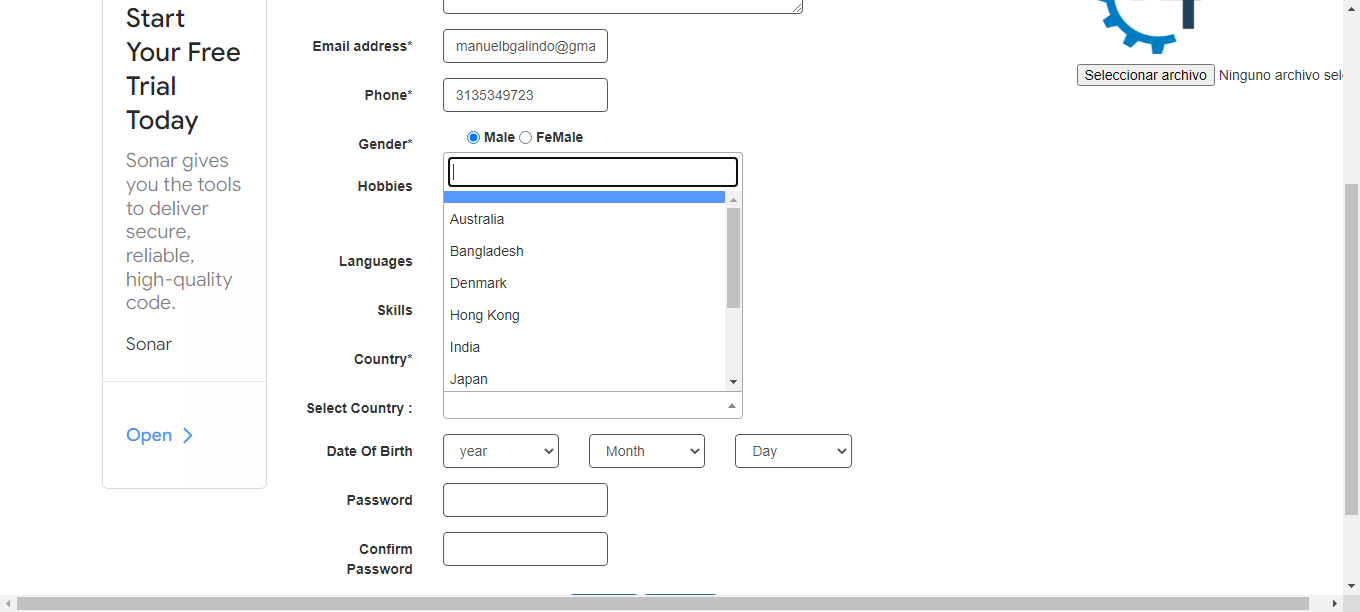 Start
Your Free
Trial
Today
Sonar gives
you the tools
to deliver
secure,
reliable,
high-quality
code.
Sonar
Open
Email address*
manuelbgalindo@gma
Phone*
3135349723
Gender*
Male FeMale
Hobbies
Australia
Bangladesh
Denmark
Hong Kong
India
Japan
Languages
Skills
Country*
Select Country :
Date Of Birth
year Month Day
Password
Confirm
Password
Seleccionar archivo Ninguno archivo sel